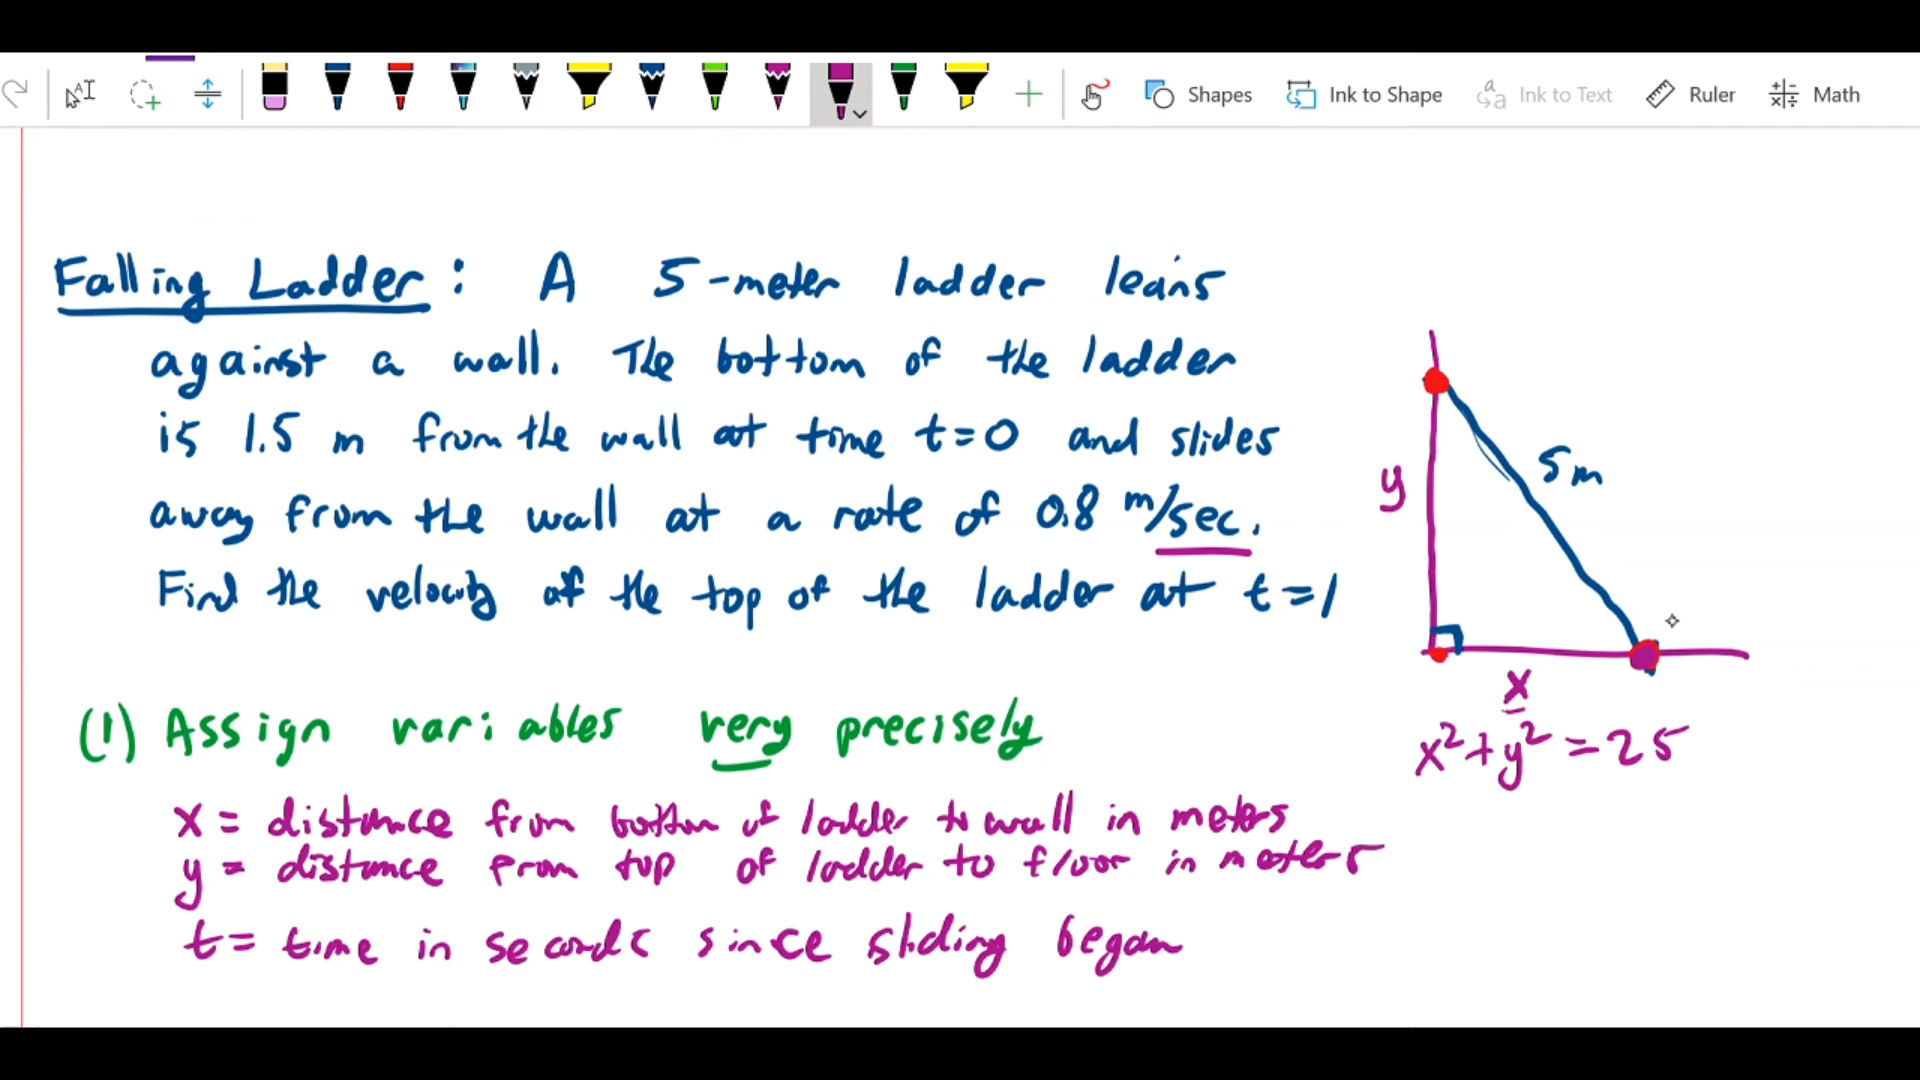 Shapes
Ink to Shape
Ink to Text
Ruler
Math
Falling Ladder: A 5-meter ladder leans
against a wall. The bottom of the ladder
is 1.5 m from the wall at time t=0 and slides
away from the wall at a rate of 0.8 m/sec.
Find the velocity of the top of the ladder at t=1
y
5m
x
x²+y²=25
(1) Assign variables very precisely
x = distance from bottom of ladder to wall in meters
y = distance from top of ladder to floor in meters
t= time in seconds since sliding began